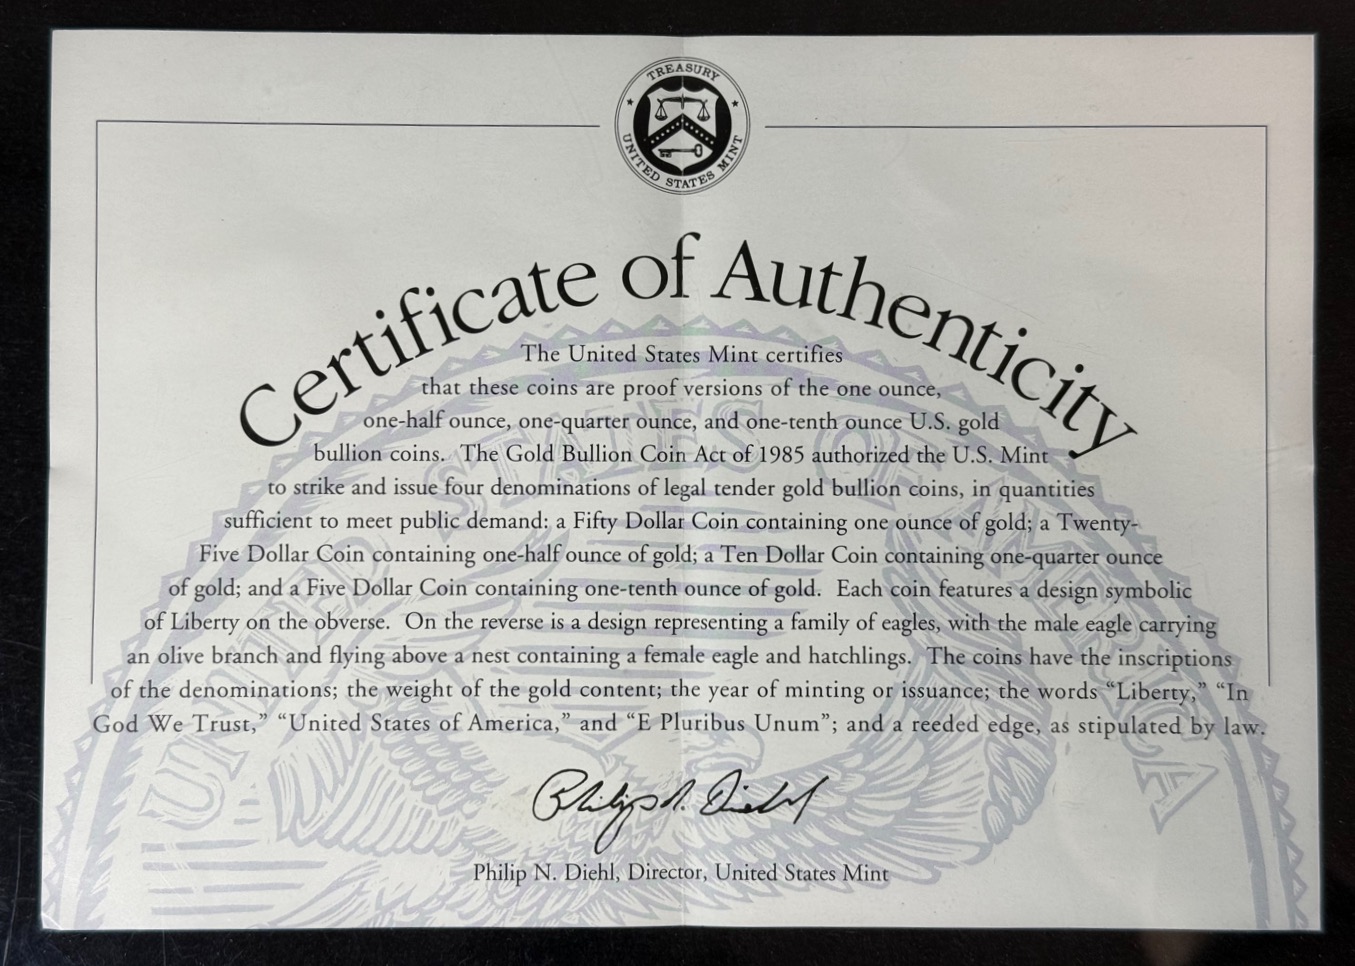 TREASURY
UNITED STATES MINT
Certificate of Authenticity
The United States Mint certifies
that these coins are proof versions of the one ounce,
one-half ounce, one-quarter ounce, and one-tenth ounce U.S. gold
bullion coins. The Gold Bullion Coin Act of 1985 authorized the U.S. Mint
to strike and issue four denominations of legal tender gold bullion coins, in quantities
sufficient to meet public demand: a Fifty Dollar Coin containing one ounce of gold; a Twenty-
Five Dollar Coin containing one-half ounce of gold; a Ten Dollar Coin containing one-quarter ounce
of gold; and a Five Dollar Coin containing one-tenth ounce of gold. Each coin features a design symbolic
of Liberty on the obverse. On the reverse is a design representing a family of eagles, with the male eagle carrying
an olive branch and flying above a nest containing a female eagle and hatchlings. The coins have the inscriptions
of the denominations; the weight of the gold content; the year of minting or issuance; the words “Liberty,” “In
God We Trust,” “United States of America,” and “E Pluribus Unum”; and a reeded edge, as stipulated by law.
Philip N. Diehl
Philip N. Diehl, Director, United States Mint
UNITED STATES OF AMERICA